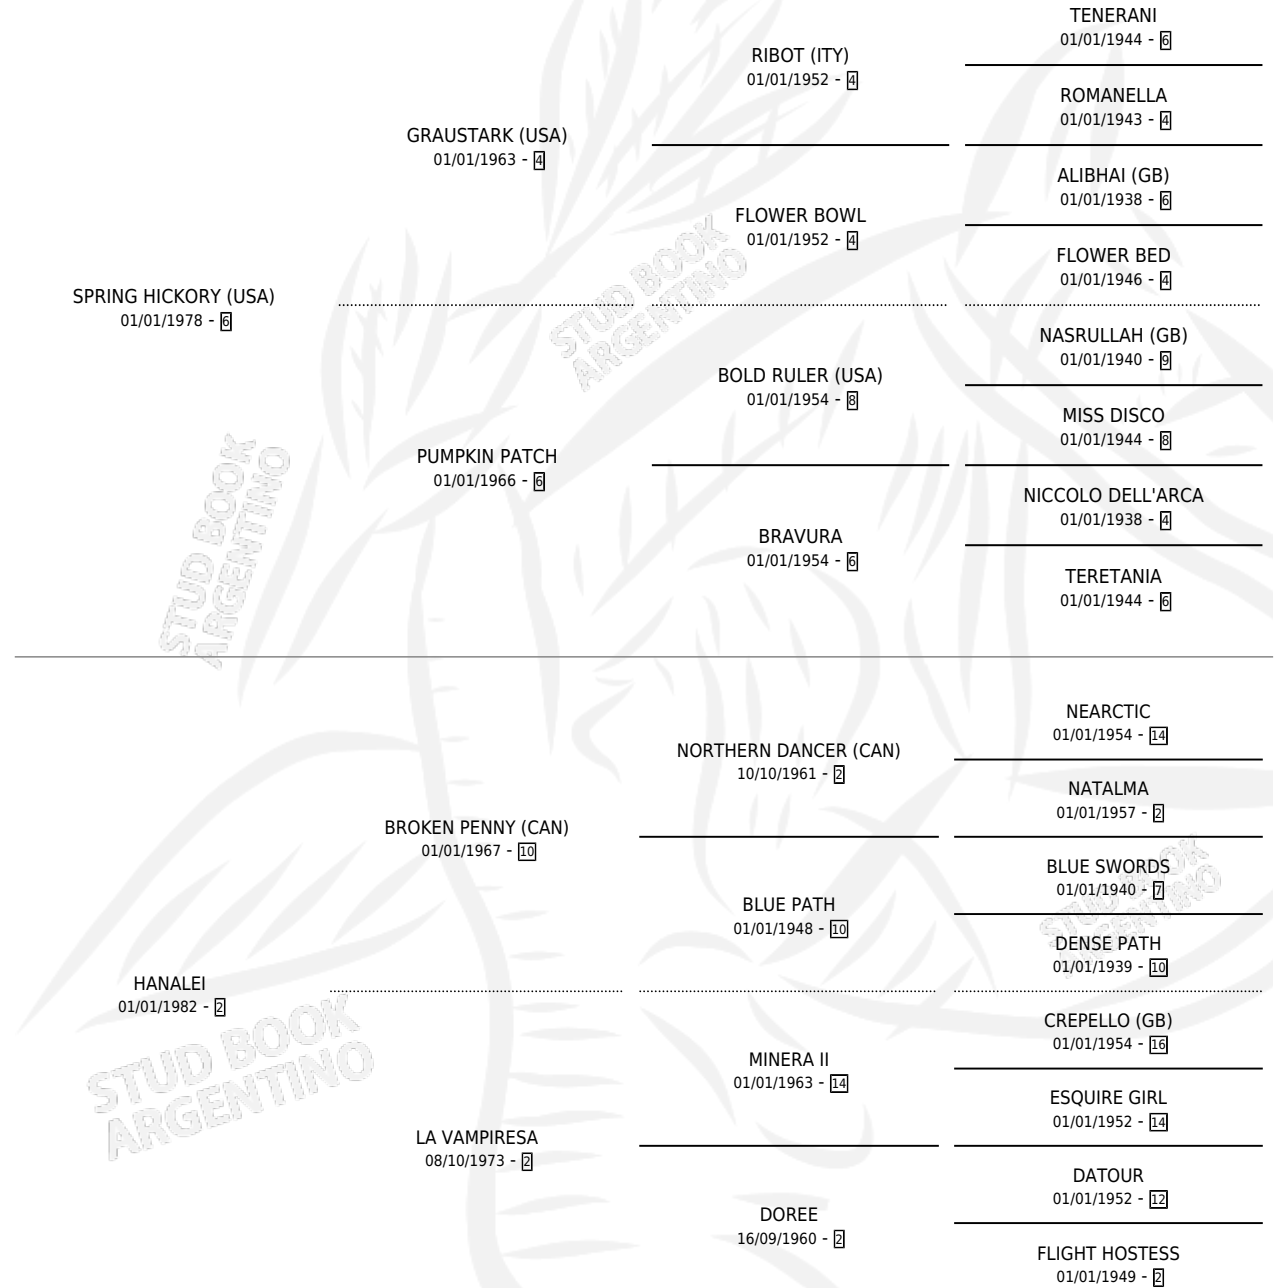 TENERANI
01/01/1944 - 6
RIBOT (ITY)
01/01/1952 - 4
ROMANELLA
01/01/1943 - 4
GRAUSTARK (USA)
01/01/1963 - 4
ALIBHAI (GB)
01/01/1938 - 6
FLOWER BOWL
01/01/1952 - 4
FLOWER BED
01/01/1946 - 4
SPRING HICKORY (USA)
01/01/1978 - 6
NASRULLAH (GB)
01/01/1940 - 9
BOLD RULER (USA)
01/01/1954 - 8
MISS DISCO
01/01/1944 - 8
PUMPKIN PATCH
01/01/1966 - 6
NICCOLO DELL'ARCA
01/01/1938 - 4
BRAVURA
01/01/1954 - 6
TERETANIA
01/01/1944 - 6
NEARCTIC
01/01/1954 - 14
NORTHERN DANCER (CAN)
10/10/1961 - 2
NATALMA
01/01/1957 - 2
BROKEN PENNY (CAN)
01/01/1967 - 10
BLUE SWORDS
01/01/1940 - 7
BLUE PATH
01/01/1948 - 10
DENSE PATH
01/01/1939 - 10
HANALEI
01/01/1982 - 2
CREPELLO (GB)
01/01/1954 - 16
MINERA II
01/01/1963 - 14
ESQUIRE GIRL
01/01/1952 - 14
LA VAMPIRESA
08/10/1973 - 2
DATOUR
01/01/1952 - 12
DOREE
16/09/1960 - 2
FLIGHT HOSTESS
01/01/1949 - 2
STUD BOOK
ARGENTINO
STUD BOOK
ARGENTINO
STUD BOOK
ARGENTINO
STUD BOOK
ARGENTINO